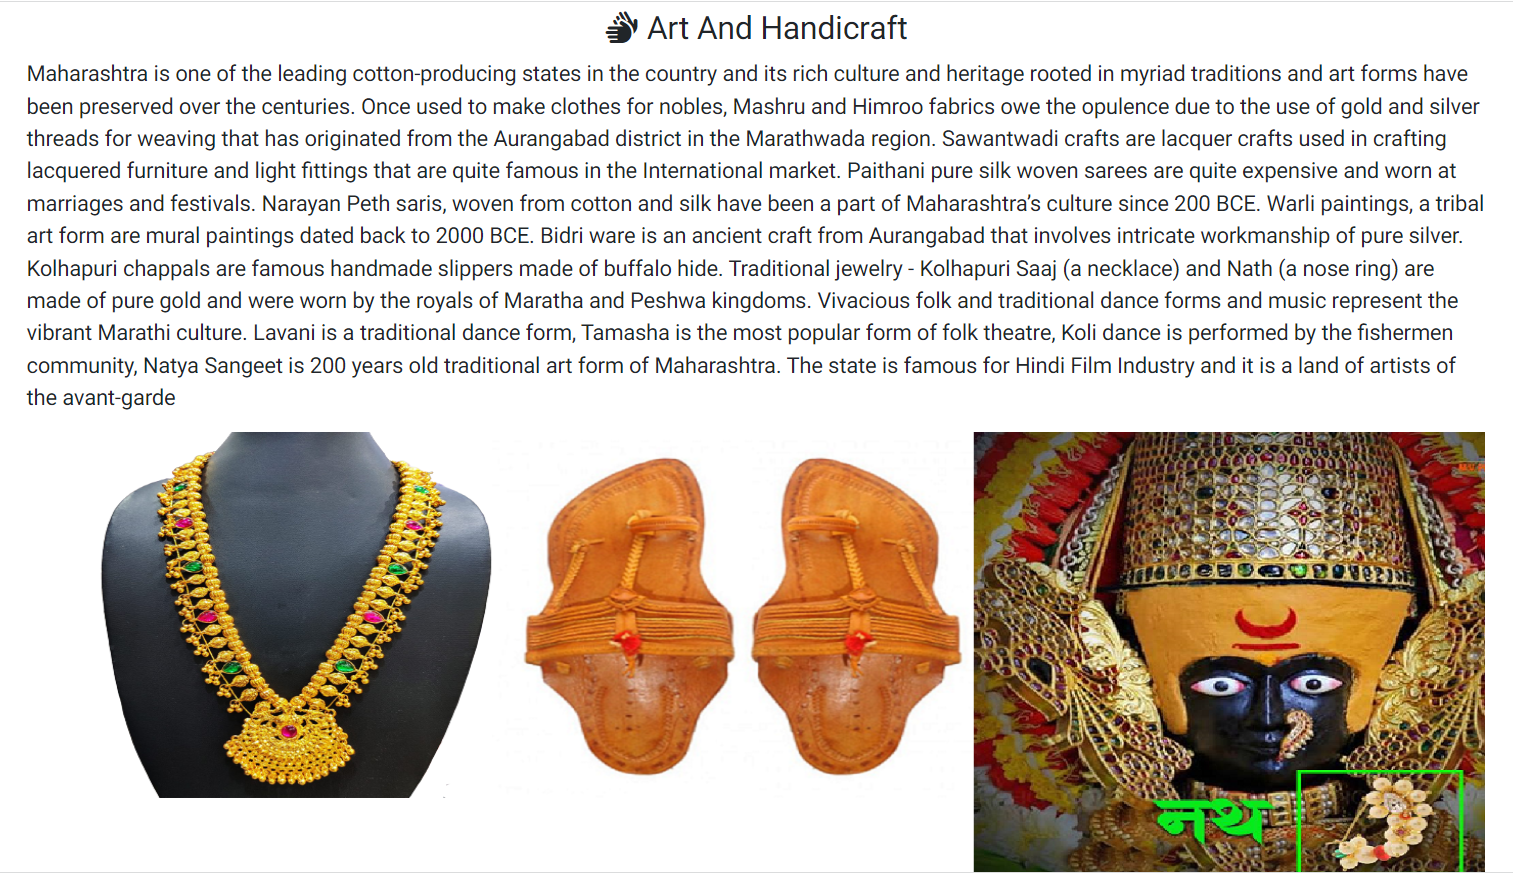 Art And Handicraft
Maharashtra is one of the leading cotton-producing states in the country and its rich culture and heritage rooted in myriad traditions and art forms have
been preserved over the centuries. Once used to make clothes for nobles, Mashru and Himroo fabrics owe the opulence due to the use of gold and silver
threads for weaving that has originated from the Aurangabad district in the Marathwada region. Sawantwadi crafts are lacquer crafts used in crafting
lacquered furniture and light fittings that are quite famous in the International market. Paithani pure silk woven sarees are quite expensive and worn at
marriages and festivals. Narayan Peth saris, woven from cotton and silk have been a part of Maharashtra’s culture since 200 BCE. Warli paintings, a tribal
art form are mural paintings dated back to 2000 BCE. Bidri ware is an ancient craft from Aurangabad that involves intricate workmanship of pure silver.
Kolhapuri chappals are famous handmade slippers made of buffalo hide. Traditional jewelry - Kolhapuri Saaj (a necklace) and Nath (a nose ring) are
made of pure gold and were worn by the royals of Maratha and Peshwa kingdoms. Vivacious folk and traditional dance forms and music represent the
vibrant Marathi culture. Lavani is a traditional dance form, Tamasha is the most popular form of folk theatre, Koli dance is performed by the fishermen
community, Natya Sangeet is 200 years old traditional art form of Maharashtra. The state is famous for Hindi Film Industry and it is a land of artists of
the avant-garde
नथ